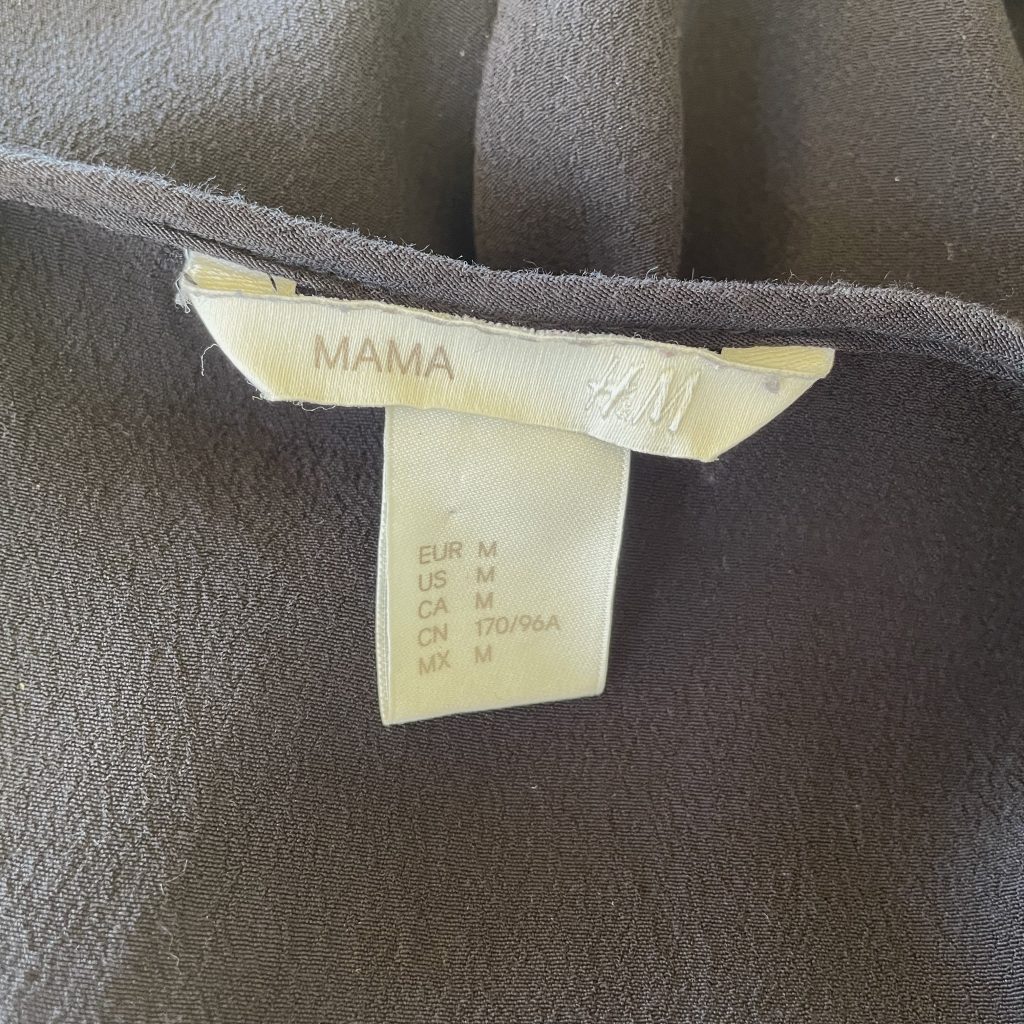 MAMA H&M
EUR M
US M
CA M
CN 170/96A
MX M